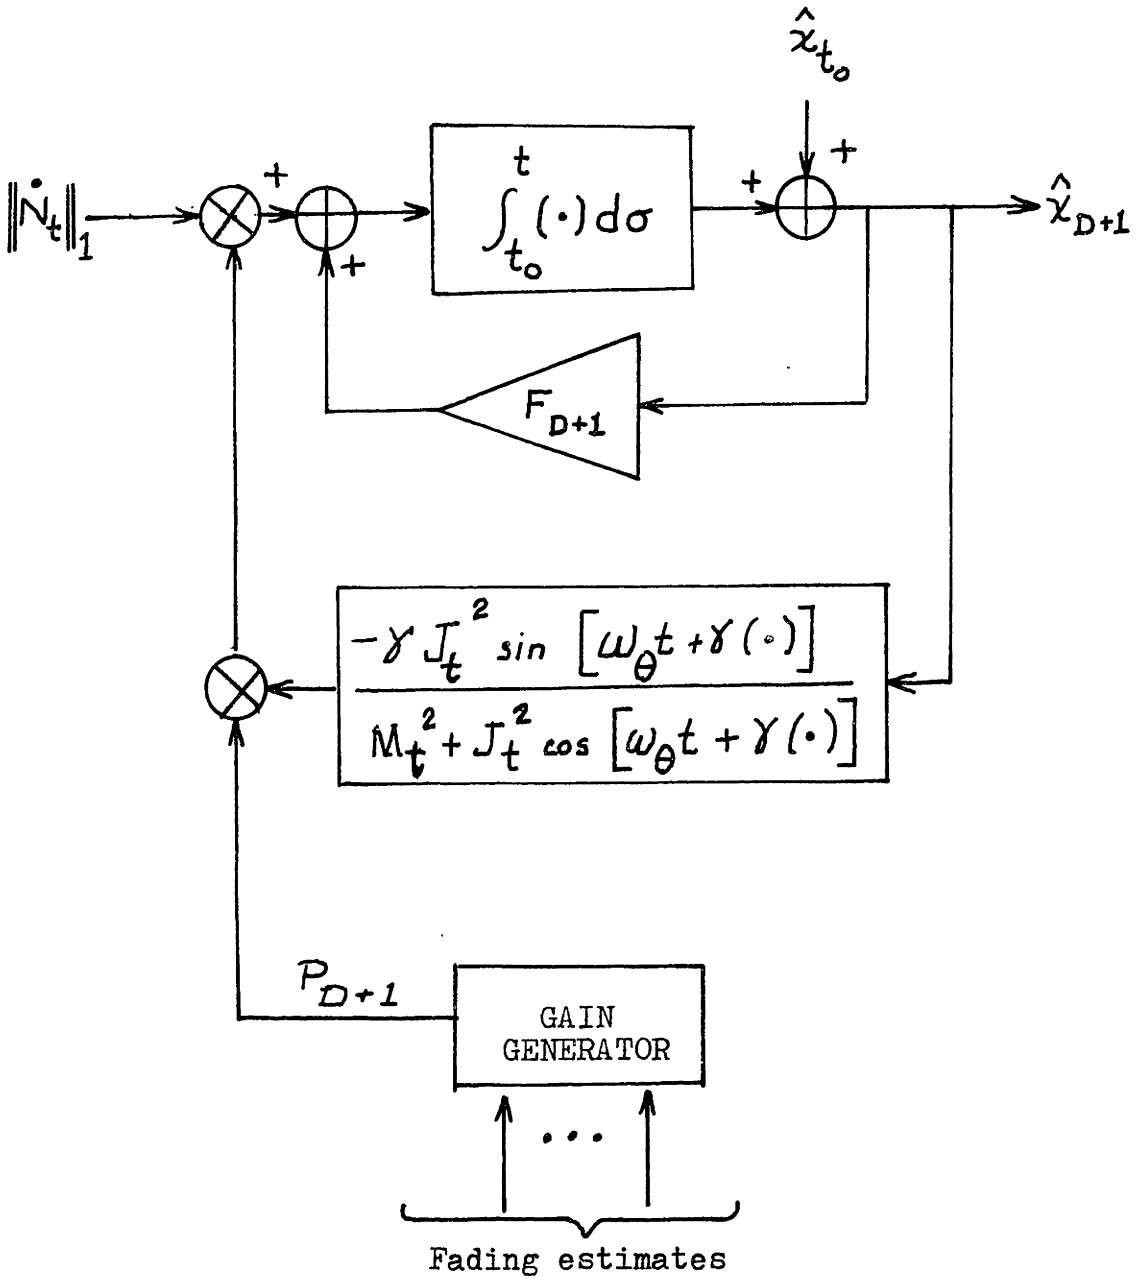 x̂_{t_0}
+
‖Ṅ_t‖_1
+
+
∫_{t_0}^{t} (·) dσ
+
x̂_{D+1}
F_{D+1}
-γ J_t^2 sin [ω_θ t + γ(·)]
M_t^2 + J_t^2 cos [ω_θ t + γ(·)]
P_{D+1}
GAIN
GENERATOR
...
Fading estimates